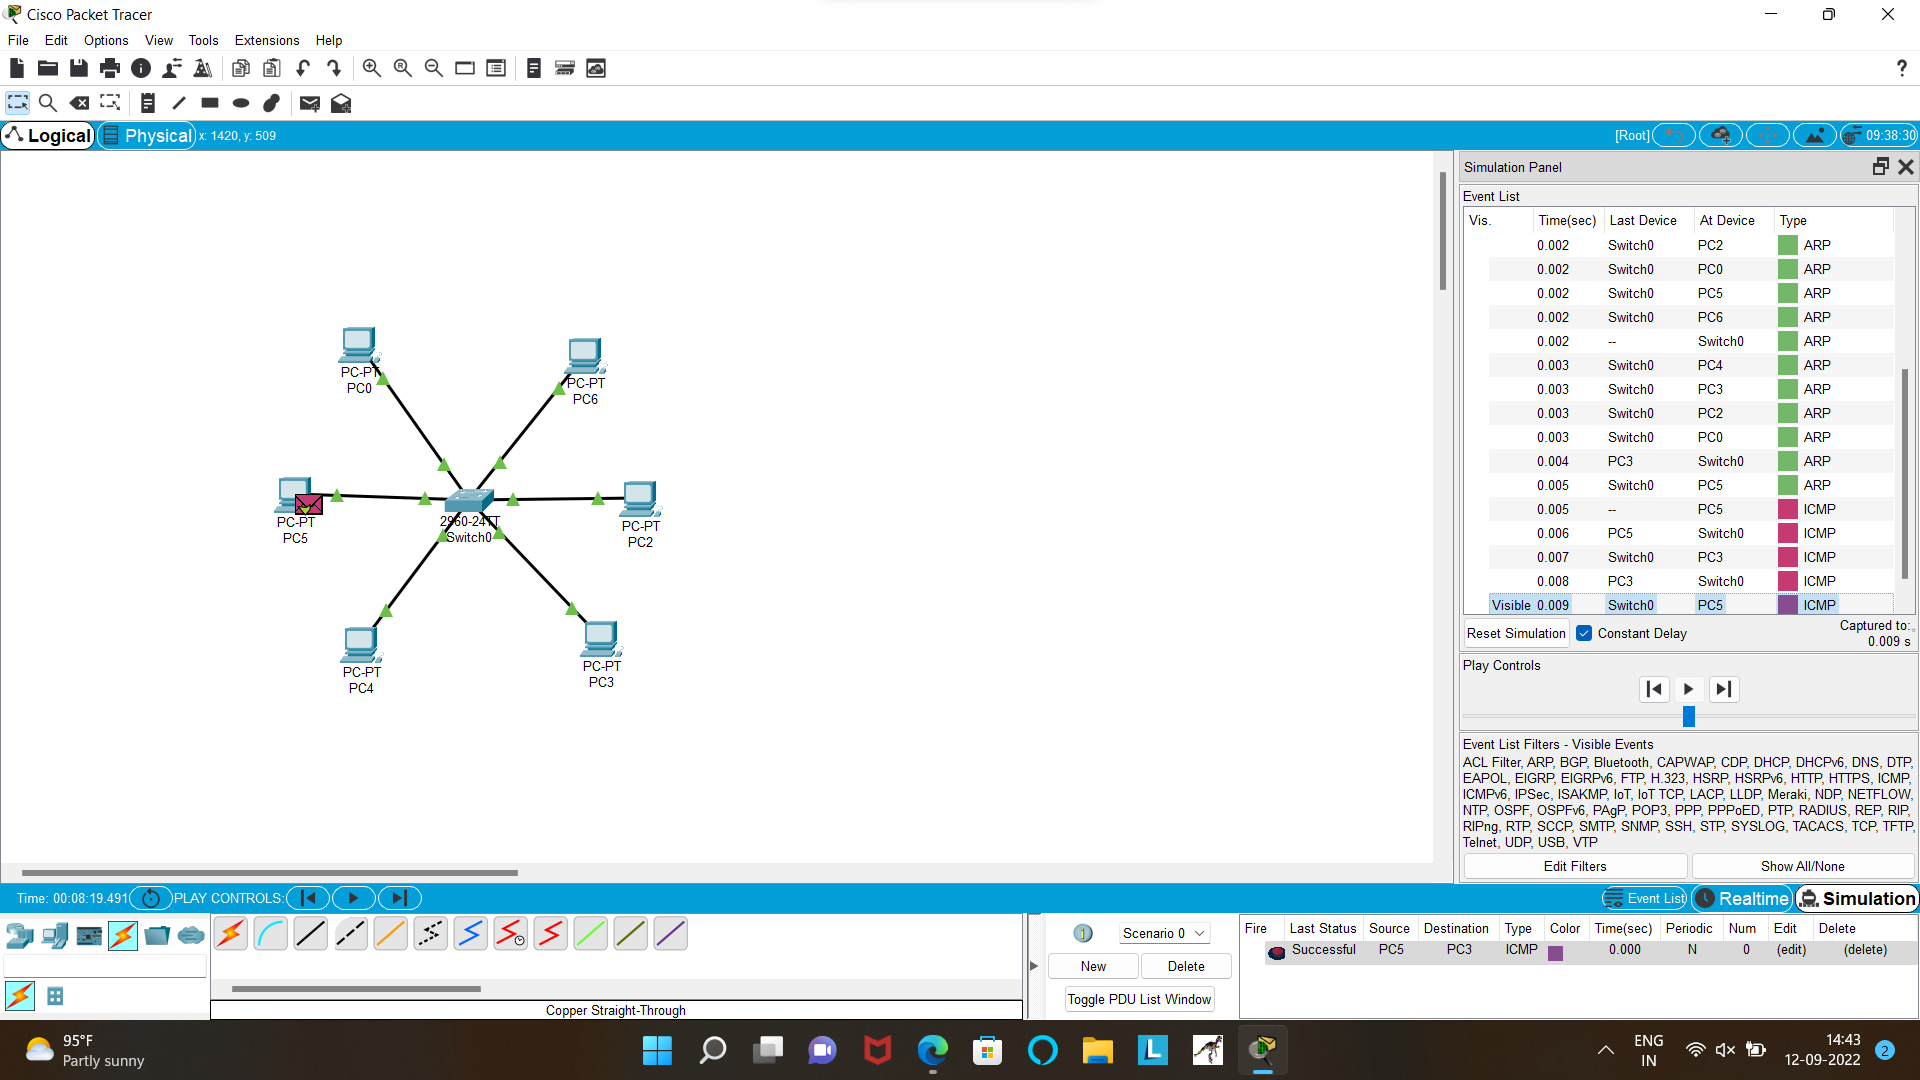 Cisco Packet Tracer
File Edit Options View Tools Extensions Help
?
Logical Physical x: 1420, y: 509 [Root] 09:38:30
PC-PT
PC0
PC-PT
PC6
PC-PT
PC5
2960-24TT
Switch0
PC-PT
PC2
PC-PT
PC4
PC-PT
PC3
Simulation Panel
Event List
Vis. Time(sec) Last Device At Device Type
0.002 Switch0 PC2 ARP
0.002 Switch0 PC0 ARP
0.002 Switch0 PC5 ARP
0.002 Switch0 PC6 ARP
0.002 -- Switch0 ARP
0.003 Switch0 PC4 ARP
0.003 Switch0 PC3 ARP
0.003 Switch0 PC2 ARP
0.003 Switch0 PC0 ARP
0.004 PC3 Switch0 ARP
0.005 Switch0 PC5 ARP
0.005 -- PC5 ICMP
0.006 PC5 Switch0 ICMP
0.007 Switch0 PC3 ICMP
0.008 PC3 Switch0 ICMP
Visible 0.009 Switch0 PC5 ICMP
Reset Simulation Constant Delay Captured to:
0.009 s
Play Controls
Event List Filters - Visible Events
ACL Filter, ARP, BGP, Bluetooth, CAPWAP, CDP, DHCP, DHCPv6, DNS, DTP,
EAPOL, EIGRP, EIGRPv6, FTP, H.323, HSRP, HSRPv6, HTTP, HTTPS, ICMP,
ICMPv6, IPSec, ISAKMP, IoT, IoT TCP, LACP, LLDP, Meraki, NDP, NETFLOW,
NTP, OSPF, OSPFv6, PAgP, POP3, PPP, PPPoED, PTP, RADIUS, REP, RIP,
RIPng, RTP, SCCP, SMTP, SNMP, SSH, STP, SYSLOG, TACACS, TCP, TFTP,
Telnet, UDP, USB, VTP
Edit Filters Show All/None
Time: 00:08:19.491 PLAY CONTROLS: Event List Realtime Simulation
Scenario 0
New Delete
Toggle PDU List Window
Fire Last Status Source Destination Type Color Time(sec) Periodic Num Edit Delete
Successful PC5 PC3 ICMP 0.000 N 0 (edit) (delete)
Copper Straight-Through
95°F
Partly sunny
L
ENG
IN
14:43
12-09-2022
2